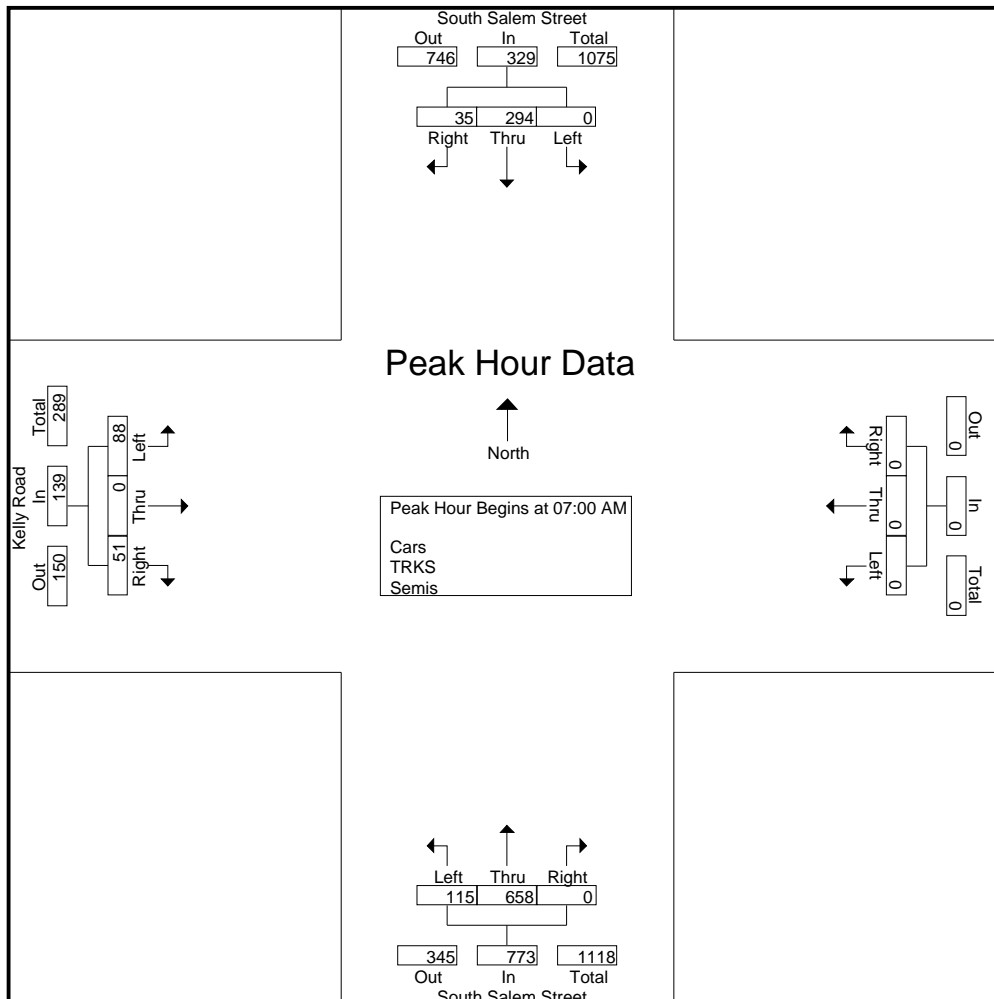 South Salem Street
Out In Total
746 329 1075
35 294 0
Right Thru Left
Peak Hour Data
North
Peak Hour Begins at 07:00 AM
Cars
TRKS
Semis
Kelly Road
Out In Total
150 139 289
51 0 88
Right Thru Left
Out In Total
0 0 0
Right Thru Left
0 0 0
Left Thru Right
115 658 0
345 773 1118
Out In Total
South Salem Street